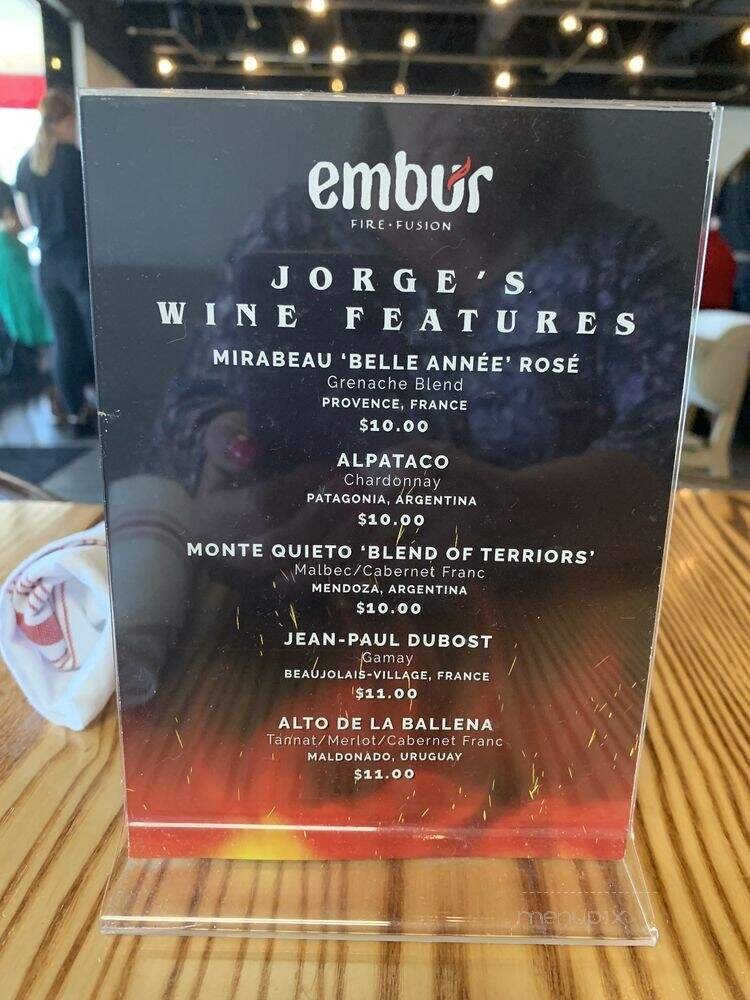 embur
FIRE·FUSION
JORGE'S
WINE FEATURES
MIRABEAU 'BELLE ANNÉE' ROSÉ
Grenache Blend
PROVENCE, FRANCE
$10.00
ALPATACO
Chardonnay
PATAGONIA, ARGENTINA
$10.00
MONTE QUIETO 'BLEND OF TERRIORS'
Malbec/Cabernet Franc
MENDOZA, ARGENTINA
$10.00
JEAN-PAUL DUBOST
Gamay
BEAUJOLAIS-VILLAGE, FRANCE
$11.00
ALTO DE LA BALLENA
Tannat/Merlot/Cabernet Franc
MALDONADO, URUGUAY
$11.00
menupix